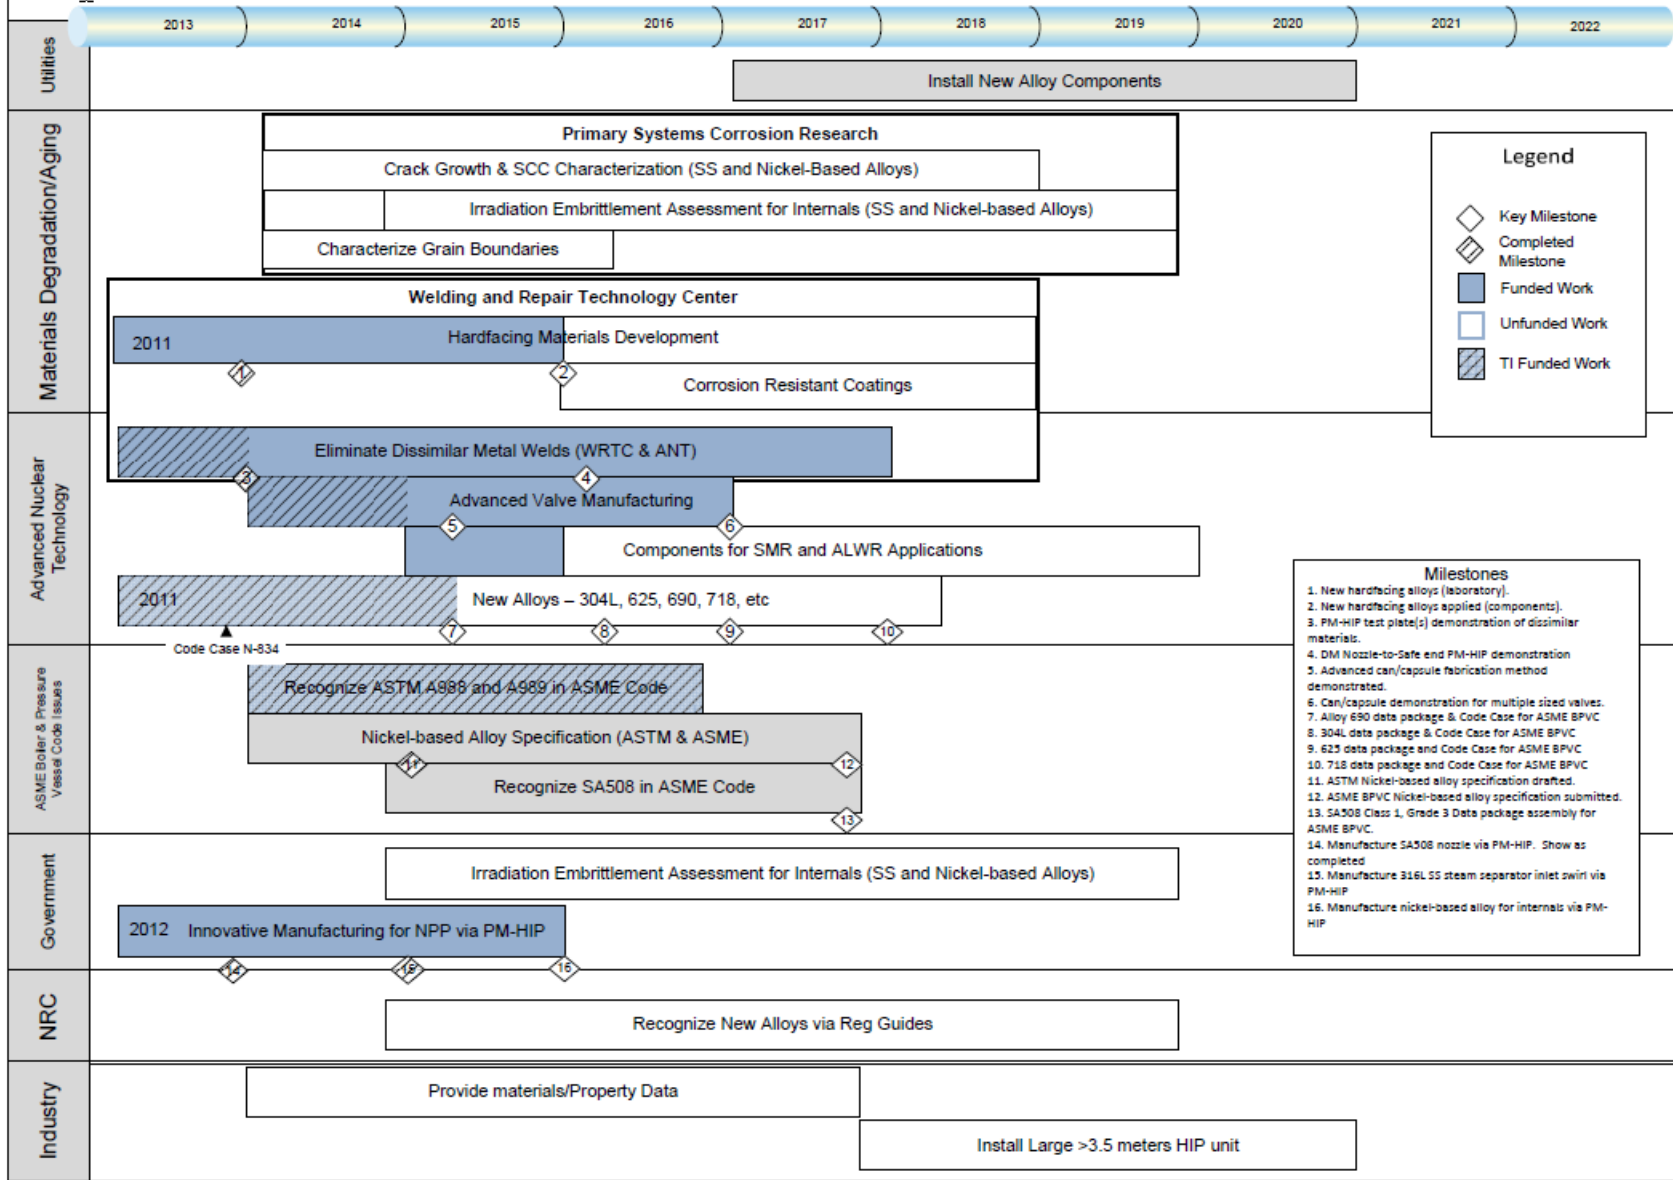 2013 2014 2015 2016 2017 2018 2019 2020 2021 2022
Utilities
Install New Alloy Components
Materials Degradation/Aging
Primary Systems Corrosion Research
Crack Growth & SCC Characterization (SS and Nickel-Based Alloys)
Irradiation Embrittlement Assessment for Internals (SS and Nickel-based Alloys)
Characterize Grain Boundaries
Welding and Repair Technology Center
2011 Hardfacing Materials Development
1 2
Corrosion Resistant Coatings
Legend
Key Milestone
Completed
Milestone
Funded Work
Unfunded Work
TI Funded Work
Advanced Nuclear
Technology
Eliminate Dissimilar Metal Welds (WRTC & ANT)
3 4
Advanced Valve Manufacturing
5 6
Components for SMR and ALWR Applications
2011 New Alloys – 304L, 625, 690, 718, etc
7 8 9 10
Code Case N-834
ASME Boiler & Pressure
Vessel Code Issues
Recognize ASTM A988 and A989 in ASME Code
Nickel-based Alloy Specification (ASTM & ASME)
11 12
Recognize SA508 in ASME Code
13
Milestones
1. New hardfacing alloys (laboratory).
2. New hardfacing alloys applied (components).
3. PM-HIP test plate(s) demonstration of dissimilar
materials.
4. DM Nozzle-to-Safe end PM-HIP demonstration
5. Advanced can/capsule fabrication method
demonstrated.
6. Can/capsule demonstration for multiple sized valves.
7. Alloy 690 data package & Code Case for ASME BPVC
8. 304L data package & Code Case for ASME BPVC
9. 625 data package and Code Case for ASME BPVC
10. 718 data package and Code Case for ASME BPVC
11. ASTM Nickel-based alloy specification drafted.
12. ASME BPVC Nickel-based alloy specification submitted.
13. SA508 Class 1, Grade 3 Data package assembly for
ASME BPVC.
14. Manufacture SA508 nozzle via PM-HIP. Show as
completed
15. Manufacture 316L SS steam separator inlet swirl via
PM-HIP
16. Manufacture nickel-based alloy for internals via PM-
HIP
Government
Irradiation Embrittlement Assessment for Internals (SS and Nickel-based Alloys)
2012 Innovative Manufacturing for NPP via PM-HIP
14 15 16
NRC
Recognize New Alloys via Reg Guides
Industry
Provide materials/Property Data
Install Large >3.5 meters HIP unit